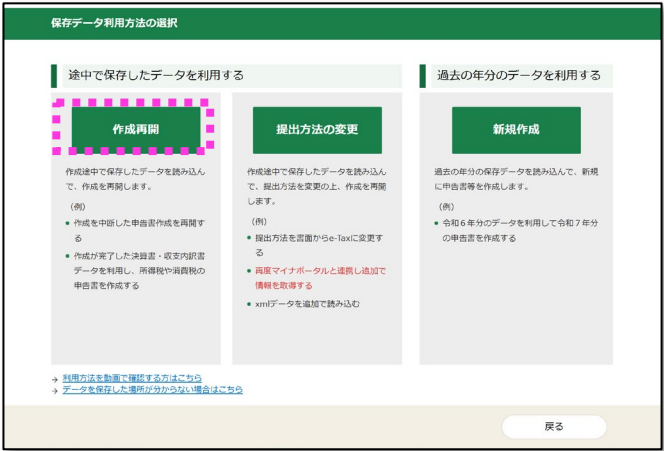 保存データ利用方法の選択
途中で保存したデータを利用する
過去の年分のデータを利用する
作成再開
作成途中で保存したデータを読み込ん
で、作成を再開します。
（例）
• 作成を中断した申告書作成を再開す
る
• 作成が完了した決算書・収支内訳書
データを利用し、所得税や消費税の
申告書を作成する
提出方法の変更
作成途中で保存したデータを読み込ん
で、提出方法を変更の上、作成を再開
します。
（例）
• 提出方法を書面からe-Taxに変更す
る
• 再度マイナポータルと連携し追加で
情報を取得する
• xmlデータを追加で読み込む
新規作成
過去の年分の保存データを読み込んで、新規
に申告書等を作成します。
（例）
• 令和６年分のデータを利用して令和７年分
の申告書を作成する
→ 利用方法を動画で確認する方はこちら
→ データを保存した場所が分からない場合はこちら
戻る